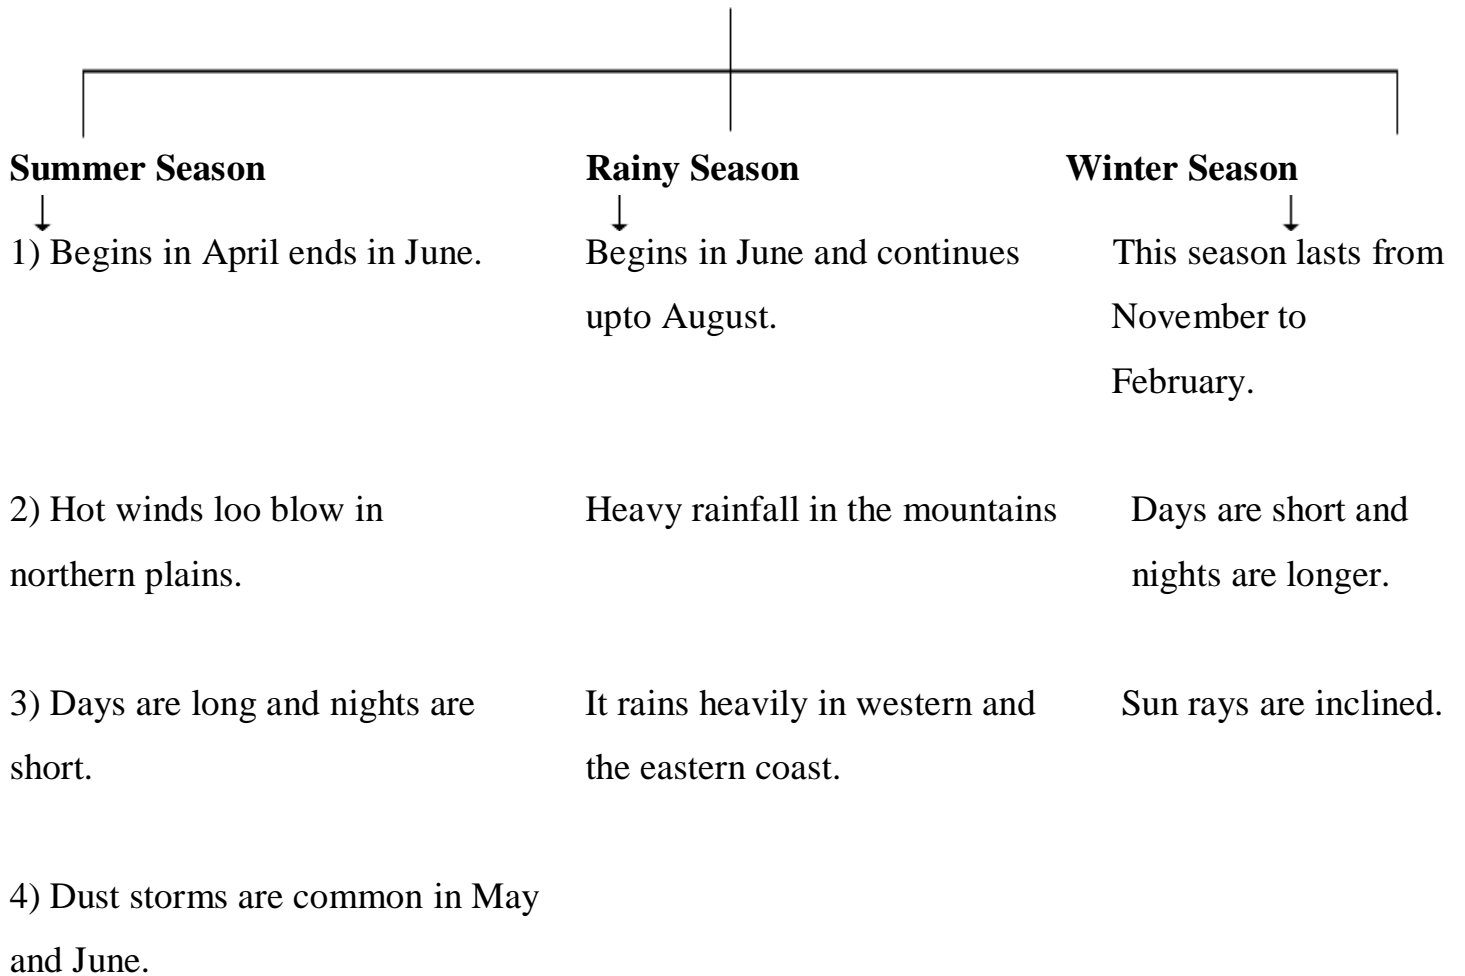 Summer Season
Rainy Season
Winter Season
1) Begins in April ends in June.
Begins in June and continues
upto August.
This season lasts from
November to
February.
2) Hot winds loo blow in
northern plains.
Heavy rainfall in the mountains
Days are short and
nights are longer.
3) Days are long and nights are
short.
It rains heavily in western and
the eastern coast.
Sun rays are inclined.
4) Dust storms are common in May
and June.